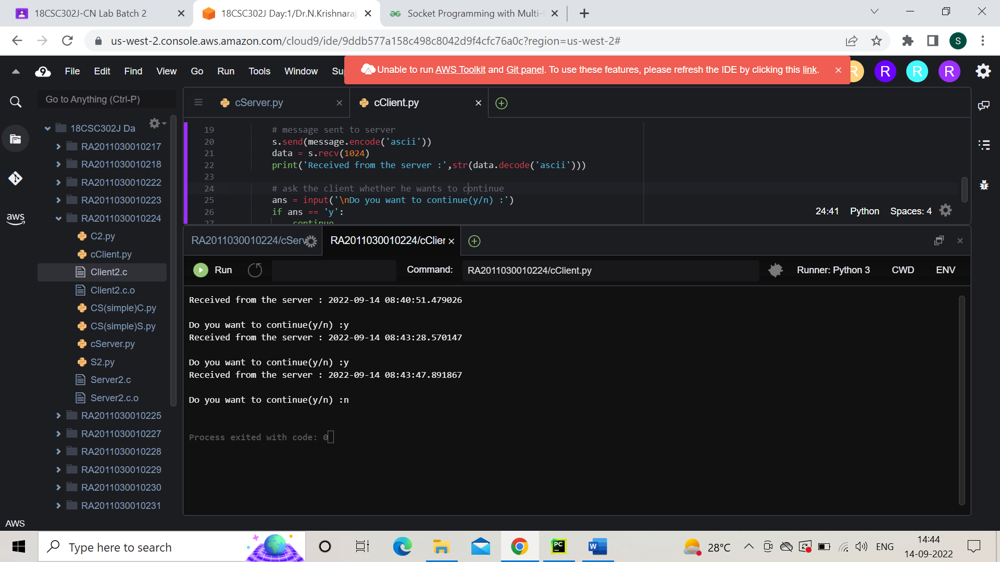 18CSC302J-CN Lab Batch 2
18CSC302J Day:1/Dr.N.Krishnaraj
Socket Programming with Multi-t
us-west-2.console.aws.amazon.com/cloud9/ide/9ddb577a158c498c8042d9f4cfc76a0c?region=us-west-2#
S
9 File Edit Find View Go Run Tools Window Su
Unable to run AWS Toolkit and Git panel. To use these features, please refresh the IDE by clicking this link.
R R R R
Go to Anything (Ctrl-P)
cServer.py
cClient.py
18CSC302J Da
RA2011030010217
RA2011030010218
RA2011030010222
RA2011030010223
RA2011030010224
C2.py
cClient.py
Client2.c
Client2.c.o
CS(simple)C.py
CS(simple)S.py
cServer.py
S2.py
Server2.c
Server2.c.o
RA2011030010225
RA2011030010227
RA2011030010228
RA2011030010229
RA2011030010230
RA2011030010231
aws
AWS
19 # message sent to server
20 s.send(message.encode('ascii'))
21 data = s.recv(1024)
22 print('Received from the server :',str(data.decode('ascii')))
23
24 # ask the client whether he wants to continue
25 ans = input('\nDo you want to continue(y/n) :')
26 if ans == 'y':
27 continue
24:41 Python Spaces: 4
RA2011030010224/cServ
RA2011030010224/cClier
Run
Command: RA2011030010224/cClient.py
Runner: Python 3 CWD ENV
Received from the server : 2022-09-14 08:40:51.479026
Do you want to continue(y/n) :y
Received from the server : 2022-09-14 08:43:28.570147
Do you want to continue(y/n) :y
Received from the server : 2022-09-14 08:43:47.891867
Do you want to continue(y/n) :n
Process exited with code: 0
Type here to search
PC
W
28°C
ENG
14:44
14-09-2022